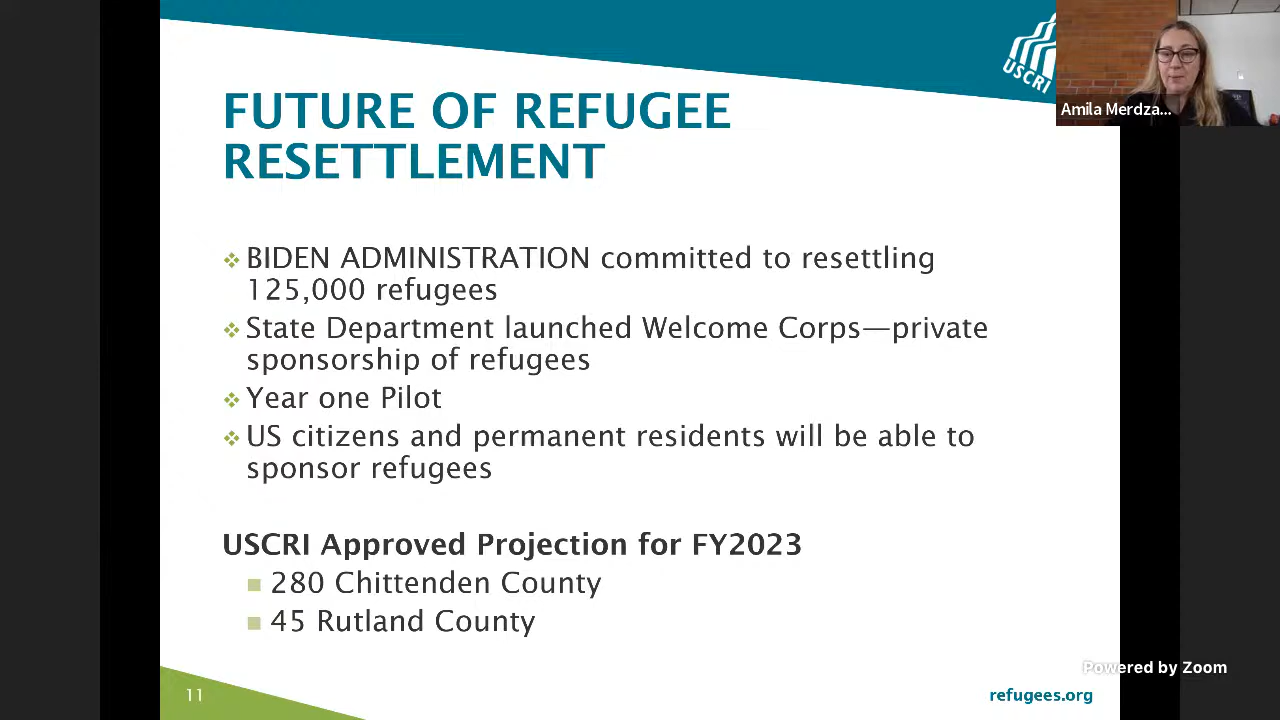 USCRI
Amila Merdza...
FUTURE OF REFUGEE
RESETTLEMENT
BIDEN ADMINISTRATION committed to resettling
125,000 refugees
State Department launched Welcome Corps—private
sponsorship of refugees
Year one Pilot
US citizens and permanent residents will be able to
sponsor refugees
USCRI Approved Projection for FY2023
280 Chittenden County
45 Rutland County
Powered by Zoom
11
refugees.org